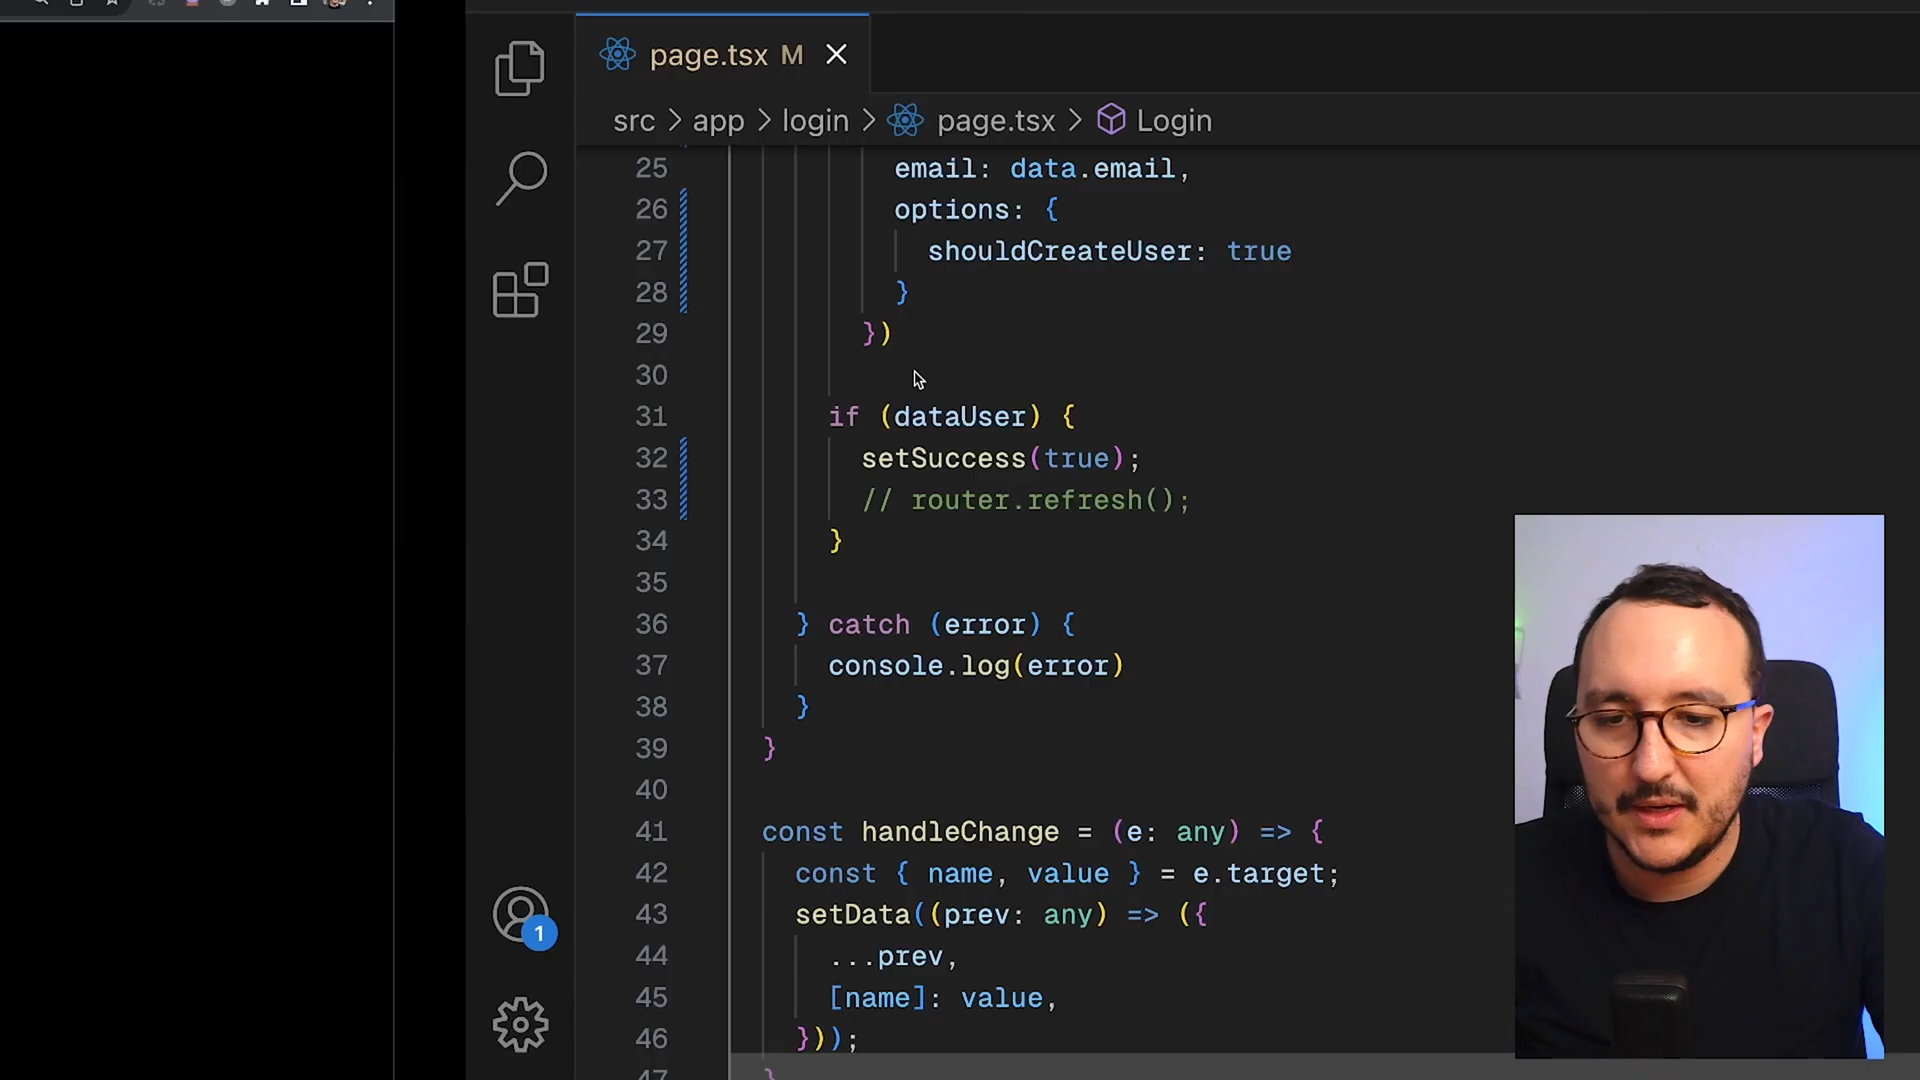 page.tsx M
src > app > login > page.tsx > Login
25 email: data.email,
26 options: {
27 shouldCreateUser: true
28 }
29 })
30
31 if (dataUser) {
32 setSuccess(true);
33 // router.refresh();
34 }
35
36 } catch (error) {
37 console.log(error)
38 }
39 }
40
41 const handleChange = (e: any) => {
42 const { name, value } = e.target;
43 setData((prev: any) => ({
44 ...prev,
45 [name]: value,
46 }));
47 }
1